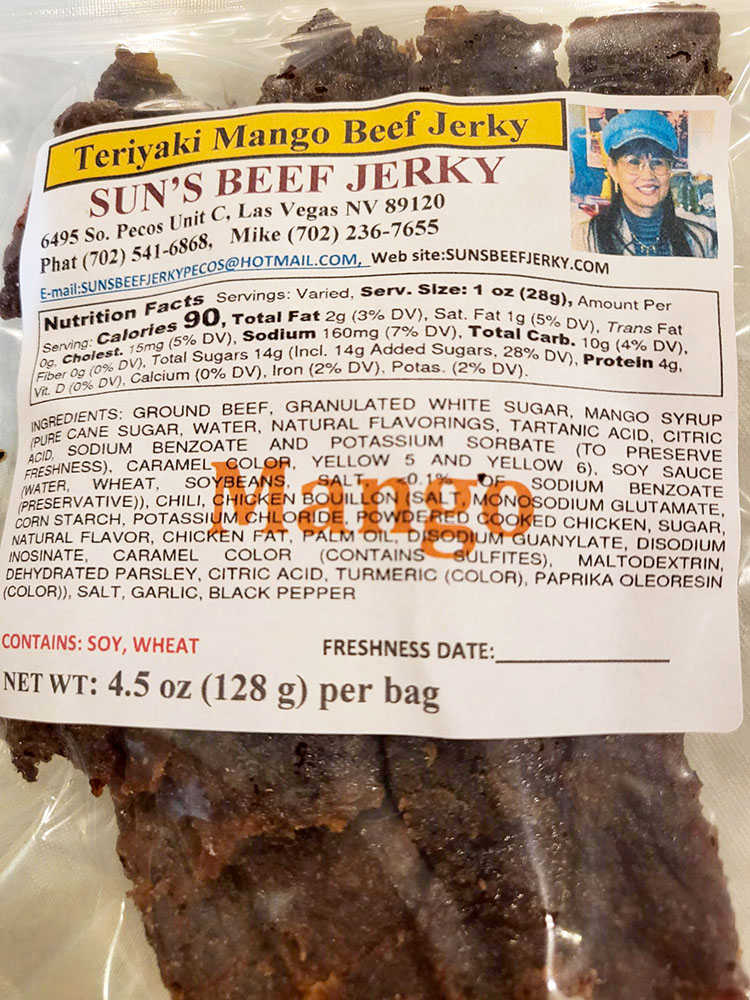 Teriyaki Mango Beef Jerky
SUN'S BEEF JERKY
6495 So. Pecos Unit C, Las Vegas NV 89120
Phat (702) 541-6868, Mike (702) 236-7655
E-mail:SUNSBEEFJERKYPECOS@HOTMAIL.COM, Web site:SUNSBEEFJERKY.COM
Nutrition Facts Servings: Varied, Serv. Size: 1 oz (28g), Amount Per
Serving: Calories 90, Total Fat 2g (3% DV), Sat. Fat 1g (5% DV), Trans Fat
0g, Cholest. 15mg (5% DV), Sodium 160mg (7% DV), Total Carb. 10g (4% DV),
Fiber 0g (0% DV), Total Sugars 14g (Incl. 14g Added Sugars, 28% DV), Protein 4g,
Vit. D (0% DV), Calcium (0% DV), Iron (2% DV), Potas. (2% DV).
INGREDIENTS: GROUND BEEF, GRANULATED WHITE SUGAR, MANGO SYRUP
(PURE CANE SUGAR, WATER, NATURAL FLAVORINGS, TARTANIC ACID, CITRIC
ACID, SODIUM BENZOATE AND POTASSIUM SORBATE (TO PRESERVE
FRESHNESS), CARAMEL COLOR, YELLOW 5 AND YELLOW 6), SOY SAUCE
(WATER, WHEAT, SOYBEANS, SALT, <0.1% OF SODIUM BENZOATE
(PRESERVATIVE)), CHILI, CHICKEN BOUILLON (SALT, MONOSODIUM GLUTAMATE,
CORN STARCH, POTASSIUM CHLORIDE, POWDERED COOKED CHICKEN, SUGAR,
NATURAL FLAVOR, CHICKEN FAT, PALM OIL, DISODIUM GUANYLATE, DISODIUM
INOSINATE, CARAMEL COLOR (CONTAINS SULFITES), MALTODEXTRIN,
DEHYDRATED PARSLEY, CITRIC ACID, TURMERIC (COLOR), PAPRIKA OLEORESIN
(COLOR)), SALT, GARLIC, BLACK PEPPER
Mango
CONTAINS: SOY, WHEAT FRESHNESS DATE:
NET WT: 4.5 oz (128 g) per bag